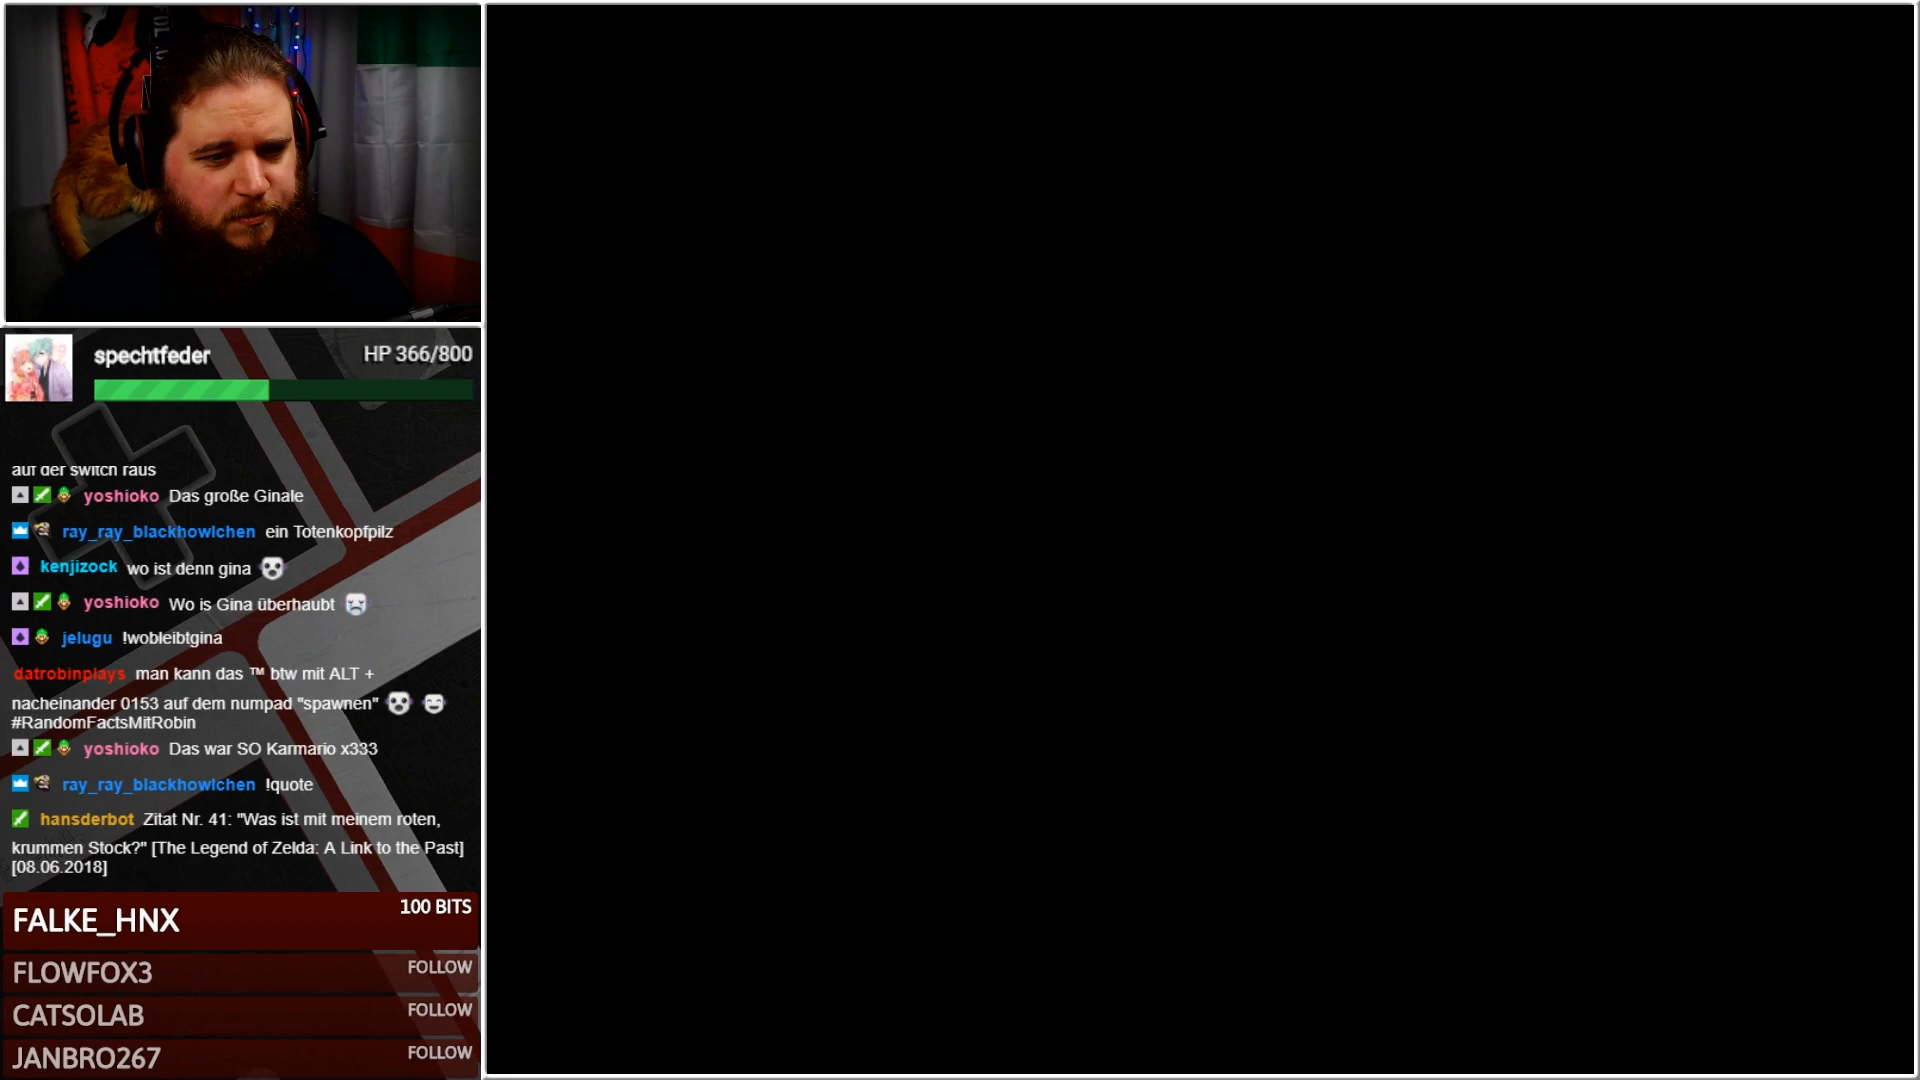 spechtfeder HP 366/800
auf der switch raus
yoshioko Das große Ginale
ray_ray_blackhowlchen ein Totenkopfpilz
kenjizock wo ist denn gina
yoshioko Wo is Gina überhaubt
jelugu !wobleibtgina
datrobinplays man kann das ™ btw mit ALT +
nacheinander 0153 auf dem numpad "spawnen"
#RandomFactsMitRobin
yoshioko Das war SO Karmario x333
ray_ray_blackhowlchen !quote
hansderbot Zitat Nr. 41: "Was ist mit meinem roten,
krummen Stock?" [The Legend of Zelda: A Link to the Past]
[08.06.2018]
FALKE_HNX 100 BITS
FLOWFOX3 FOLLOW
CATSOLAB FOLLOW
JANBRO267 FOLLOW